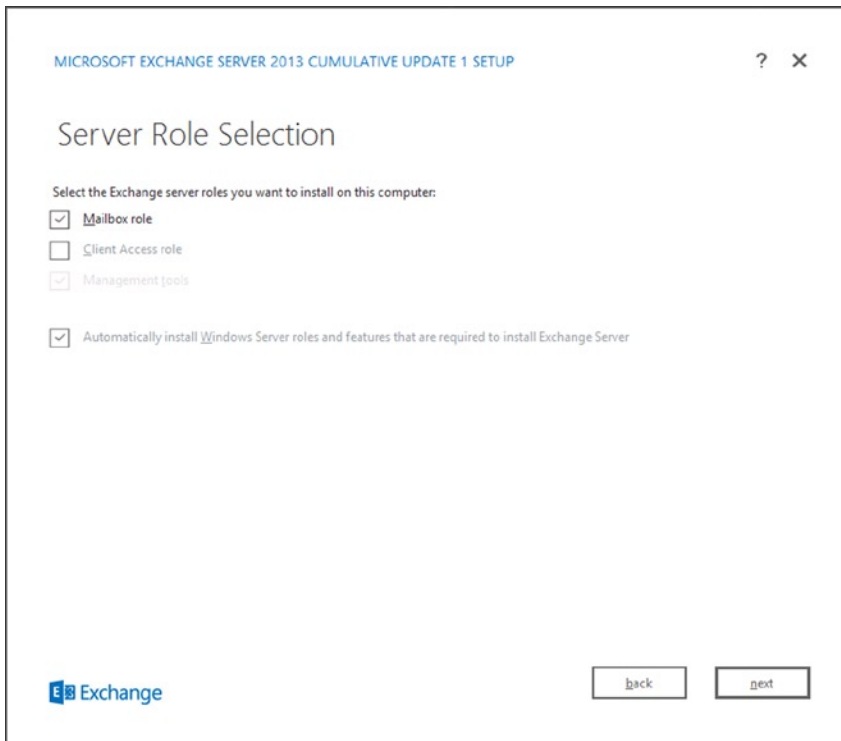 MICROSOFT EXCHANGE SERVER 2013 CUMULATIVE UPDATE 1 SETUP ?
Server Role Selection
Select the Exchange server roles you want to install on this computer:
Mailbox role
Client Access role
Management tools
Automatically install Windows Server roles and features that are required to install Exchange Server
E Exchange
back next